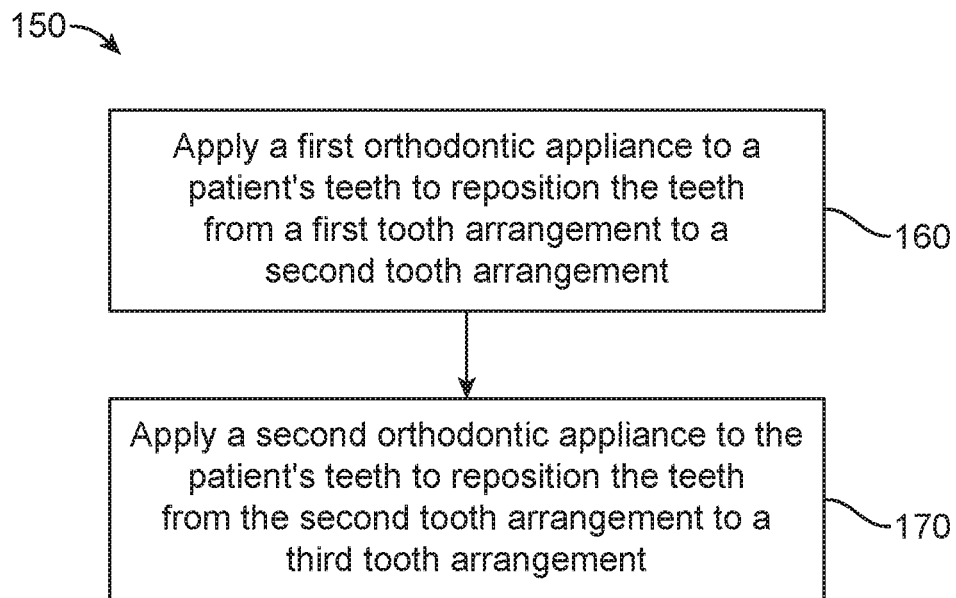 150
Apply a first orthodontic appliance to a
patient's teeth to reposition the teeth
from a first tooth arrangement to a
second tooth arrangement
160
Apply a second orthodontic appliance to the
patient's teeth to reposition the teeth
from the second tooth arrangement to a
third tooth arrangement
170